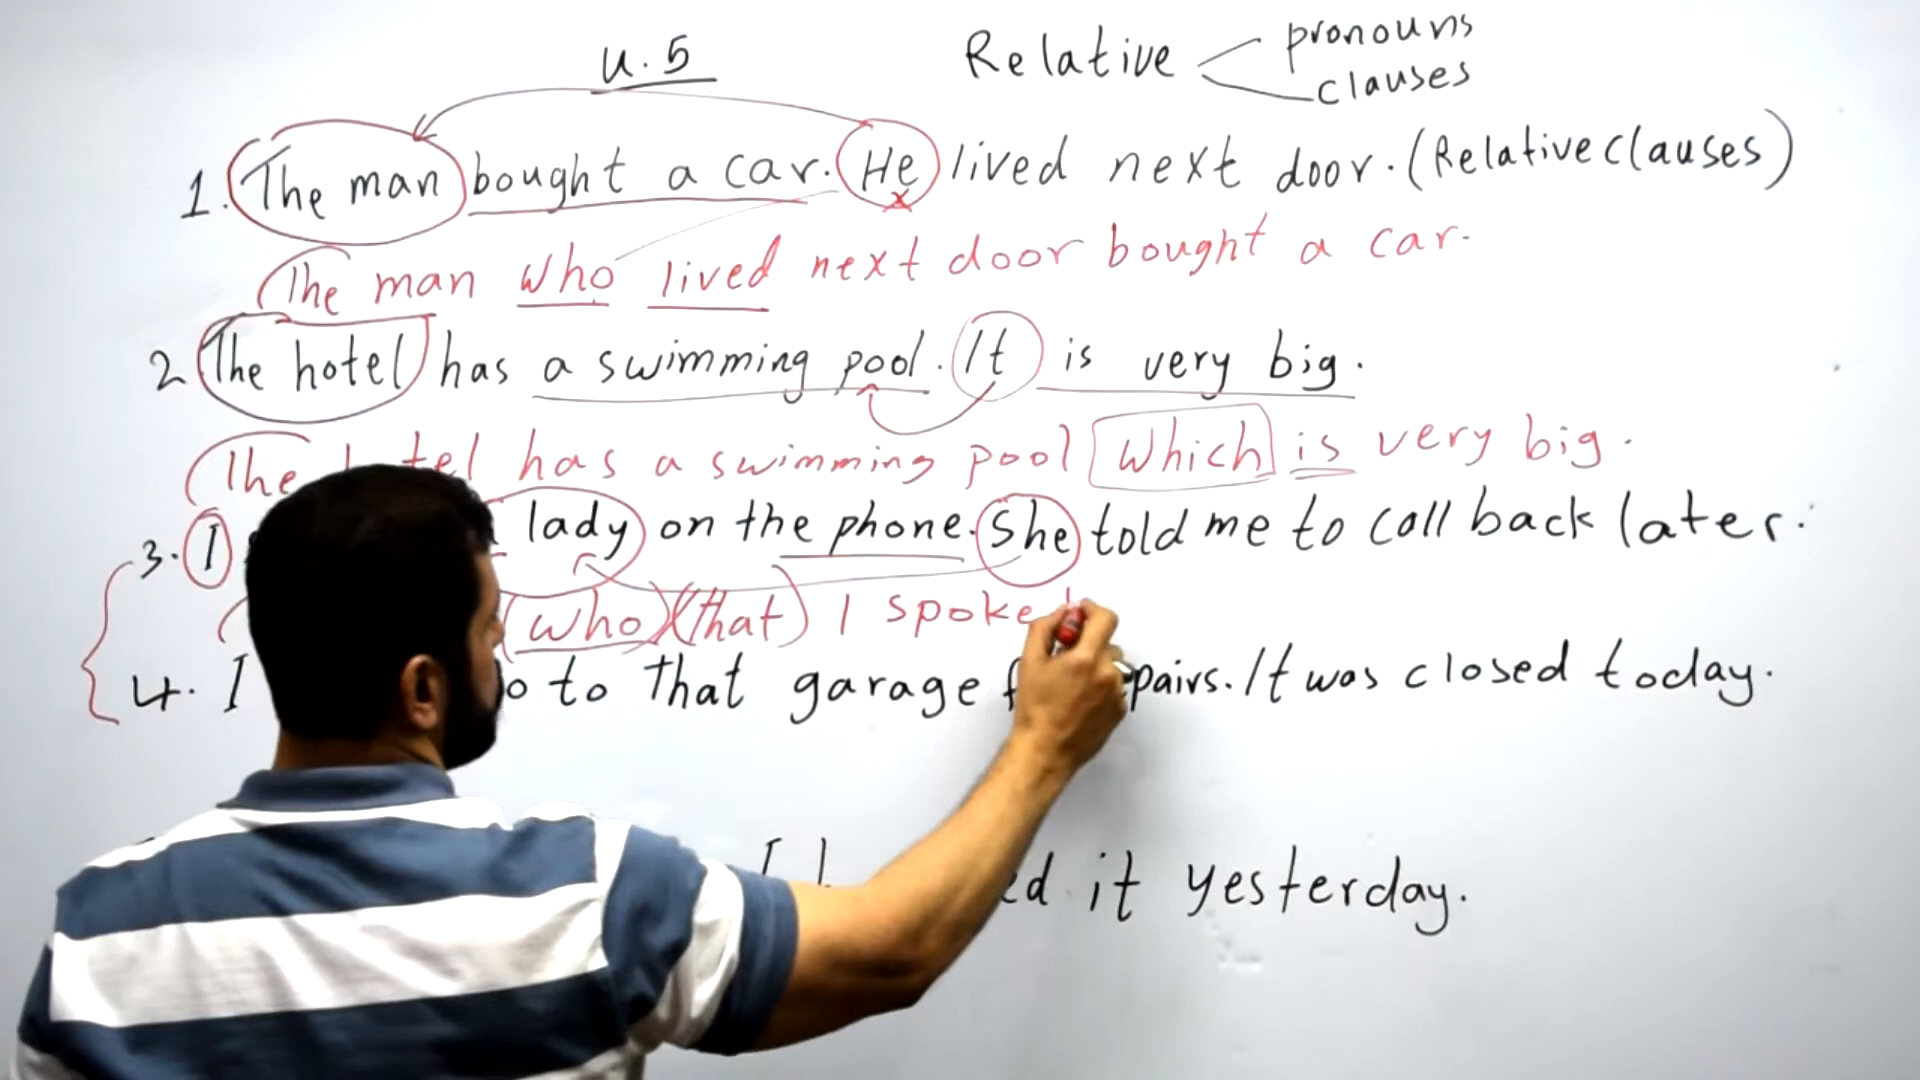 U.5
Relative pronouns
clauses
1. The man bought a car. He lived next door. (Relative clauses)
The man who lived next door bought a car.
2 The hotel has a swimming pool. It is very big.
The has a swimming pool which is very big.
3. I lady on the phone. She told me to call back later.
(who) (that) I spoke
4. I to that garage It was closed today.
it yesterday.